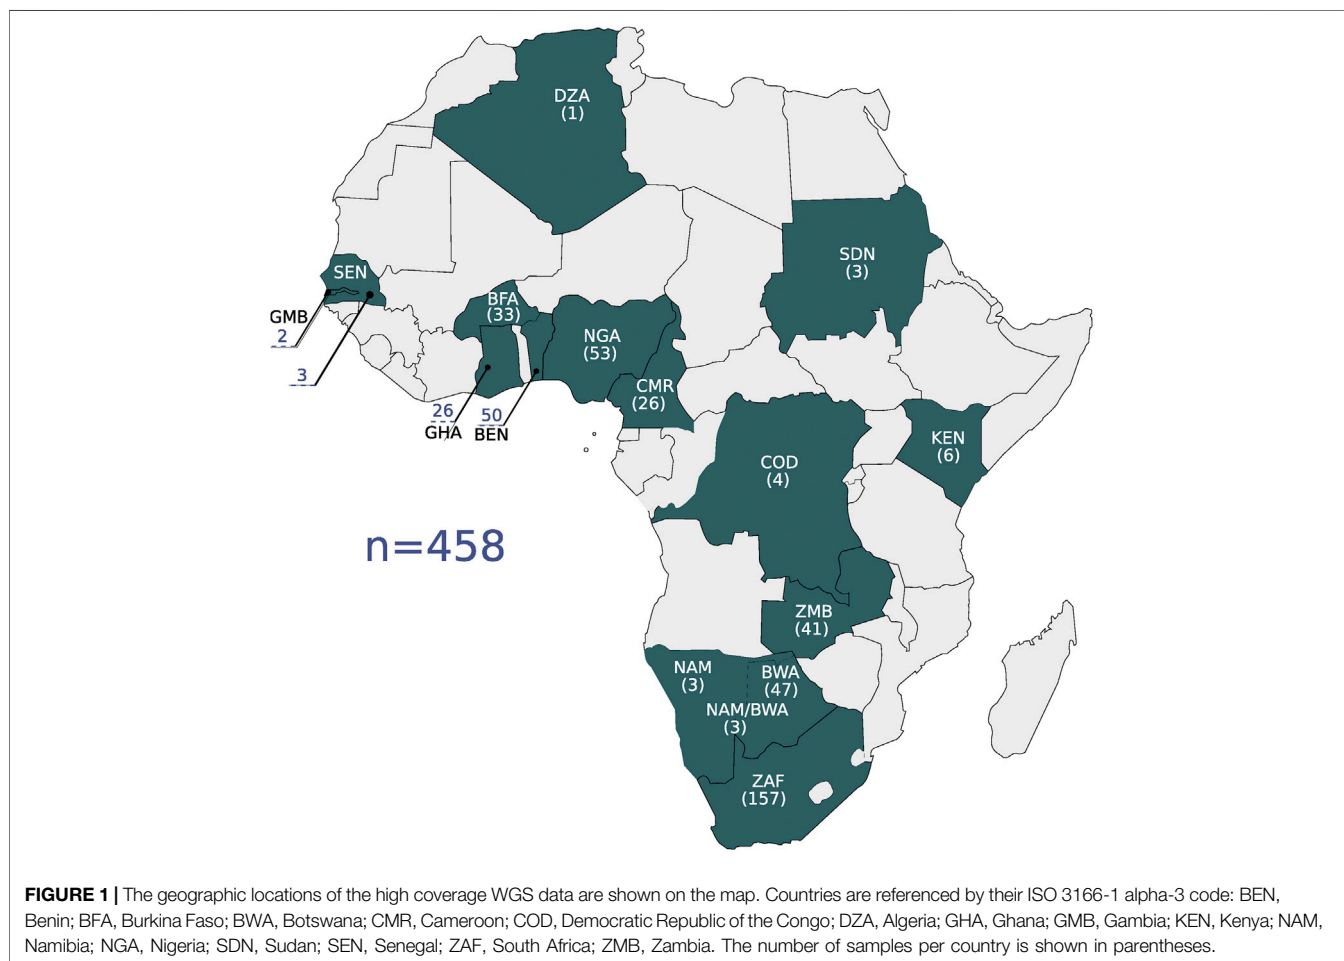 DZA
(1)
SDN
(3)
SEN
GMB
2
3
BFA
(33)
NGA
(53)
CMR
(26)
26
GHA
50
BEN
KEN
(6)
COD
(4)
n=458
ZMB
(41)
NAM
(3)
BWA
(47)
NAM/BWA
(3)
ZAF
(157)
FIGURE 1 | The geographic locations of the high coverage WGS data are shown on the map. Countries are referenced by their ISO 3166-1 alpha-3 code: BEN,
Benin; BFA, Burkina Faso; BWA, Botswana; CMR, Cameroon; COD, Democratic Republic of the Congo; DZA, Algeria; GHA, Ghana; GMB, Gambia; KEN, Kenya; NAM,
Namibia; NGA, Nigeria; SDN, Sudan; SEN, Senegal; ZAF, South Africa; ZMB, Zambia. The number of samples per country is shown in parentheses.